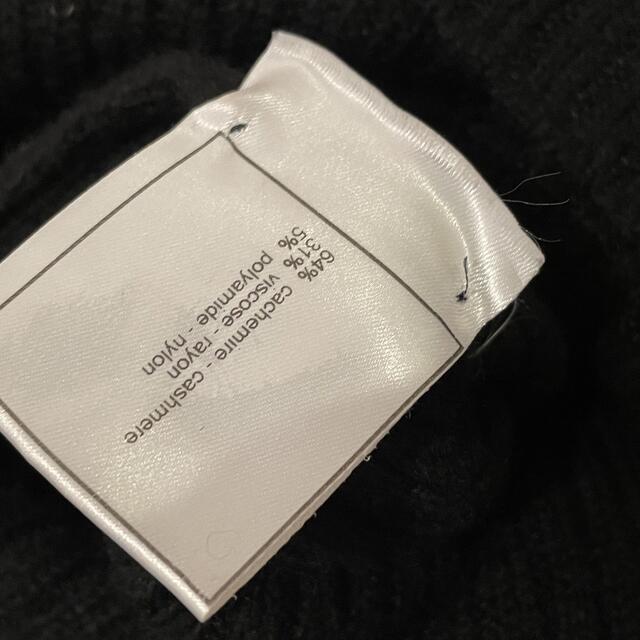 64% cachemire - cashmere
31% viscose - rayon
5% polyamide - nylon